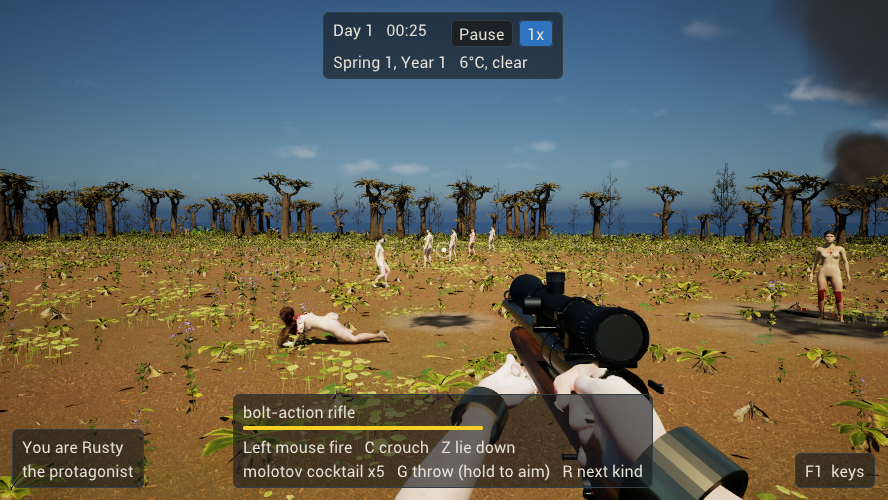 Day 1 00:25 Pause 1x
Spring 1, Year 1 6°C, clear
bolt-action rifle
Left mouse fire C crouch Z lie down
molotov cocktail x5 G throw (hold to aim) R next kind
You are Rusty
the protagonist
F1 keys